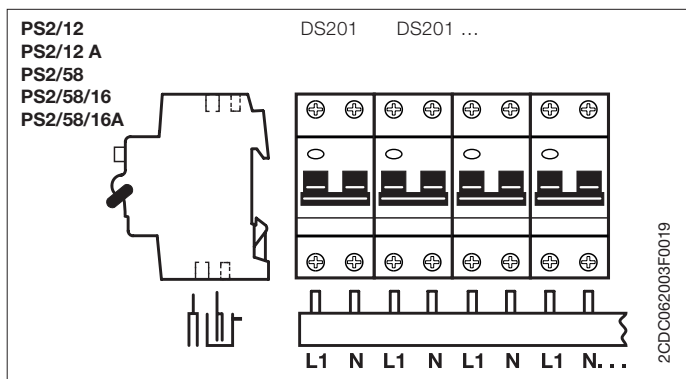 PS2/12
PS2/12 A
PS2/58
PS2/58/16
PS2/58/16A
DS201 DS201 ...
L1 N L1 N L1 N L1 N...
2CDC062003F0019